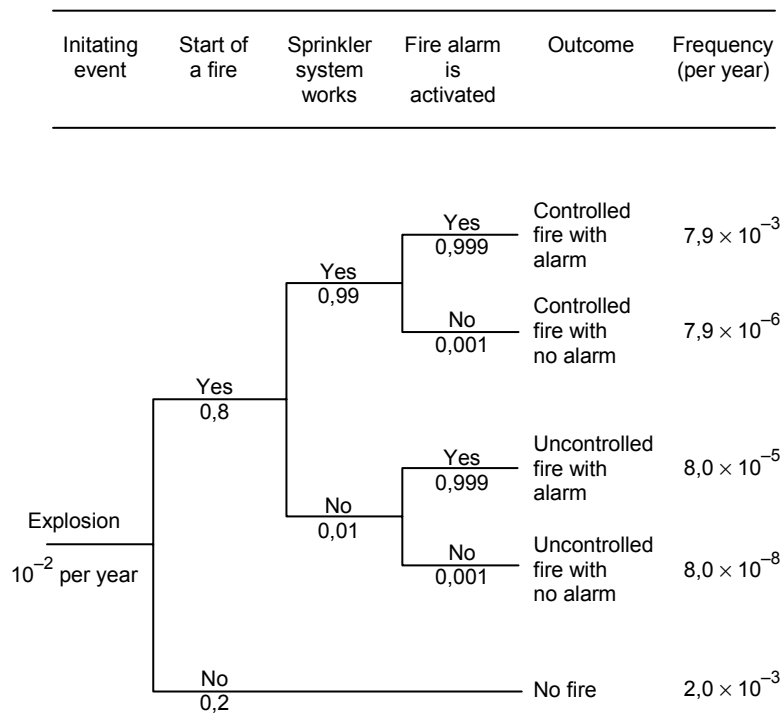 Initating event
Start of a fire
Sprinkler system works
Fire alarm is activated
Outcome
Frequency (per year)
Yes
0,999
Controlled fire with alarm
7,9 × 10⁻³
Yes
0,99
No
0,001
Controlled fire with no alarm
7,9 × 10⁻⁶
Yes
0,8
Yes
0,999
Uncontrolled fire with alarm
8,0 × 10⁻⁵
No
0,01
Explosion
10⁻² per year
No
0,001
Uncontrolled fire with no alarm
8,0 × 10⁻⁸
No
0,2
No fire
2,0 × 10⁻³